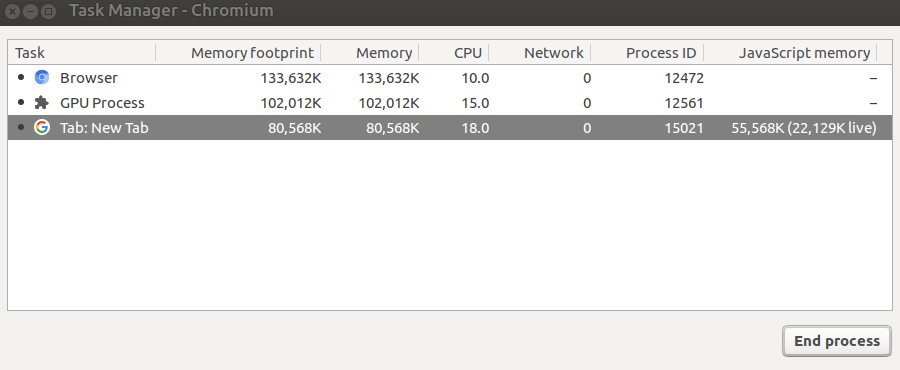 Task Manager - Chromium
Task Memory footprint Memory CPU Network Process ID JavaScript memory
Browser 133,632K 133,632K 10.0 0 12472 –
GPU Process 102,012K 102,012K 15.0 0 12561 –
Tab: New Tab 80,568K 80,568K 18.0 0 15021 55,568K (22,129K live)
End process